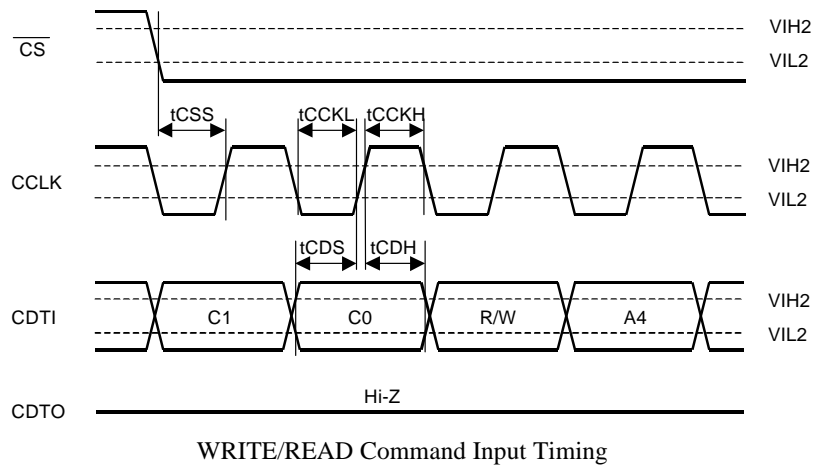 VIH2
CS
VIL2
tCSS
tCCKL
tCCKH
VIH2
CCLK
VIL2
tCDS
tCDH
VIH2
CDTI
C1
C0
R/W
A4
VIL2
Hi-Z
CDTO
WRITE/READ Command Input Timing